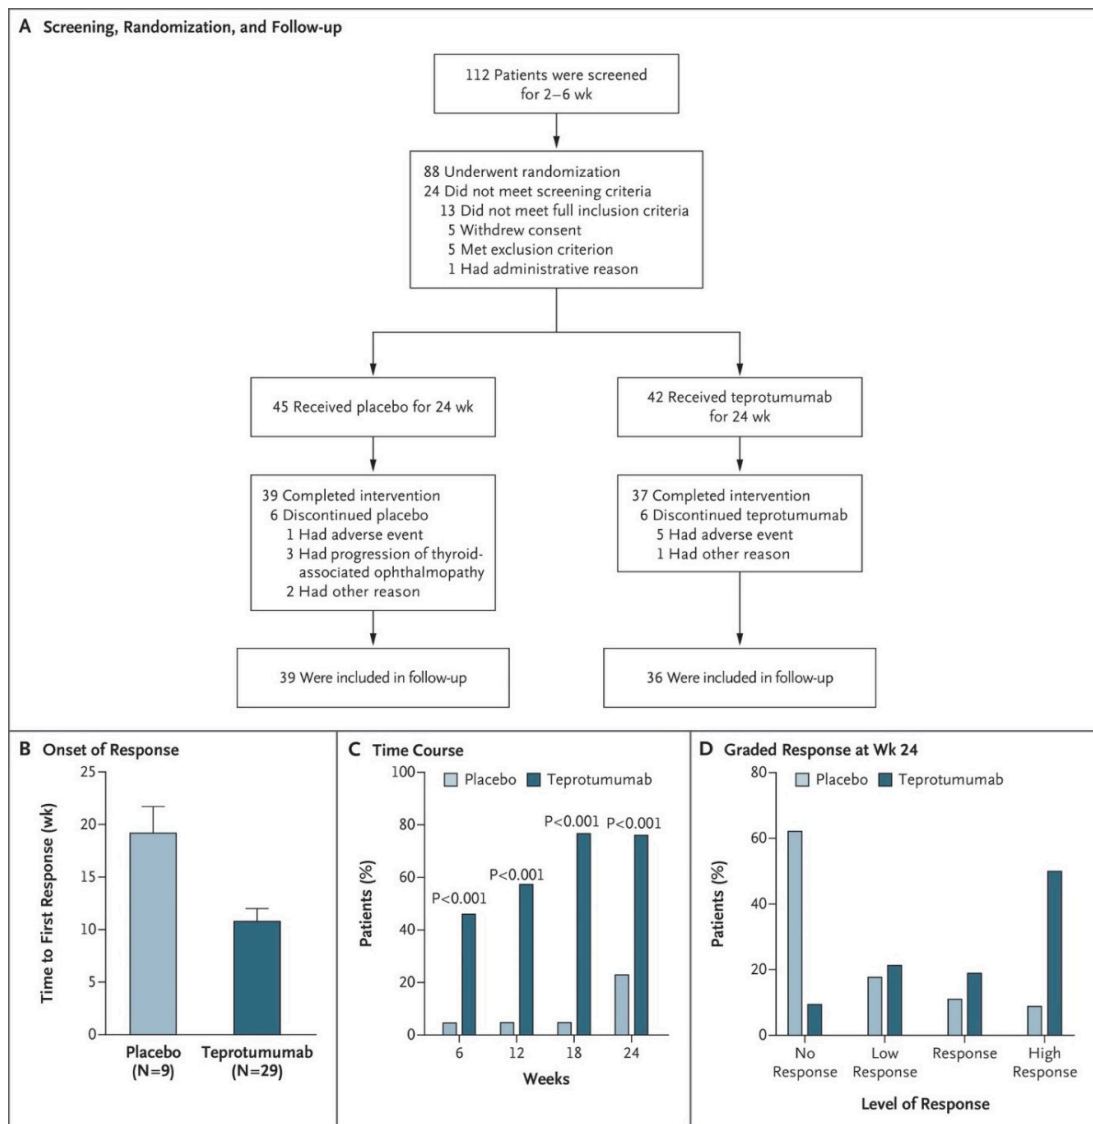 A Screening, Randomization, and Follow-up
112 Patients were screened
for 2–6 wk
88 Underwent randomization
24 Did not meet screening criteria
13 Did not meet full inclusion criteria
5 Withdrew consent
5 Met exclusion criterion
1 Had administrative reason
45 Received placebo for 24 wk
42 Received teprotumumab
for 24 wk
39 Completed intervention
6 Discontinued placebo
1 Had adverse event
3 Had progression of thyroid-
associated ophthalmopathy
2 Had other reason
37 Completed intervention
6 Discontinued teprotumumab
5 Had adverse event
1 Had other reason
39 Were included in follow-up
36 Were included in follow-up
B Onset of Response
Time to First Response (wk)
25
20
15
10
5
0
Placebo
(N=9)
Teprotumumab
(N=29)
C Time Course
Placebo
Teprotumumab
Patients (%)
100
80
60
40
20
0
P<0.001
P<0.001
P<0.001
P<0.001
6
12
18
24
Weeks
D Graded Response at Wk 24
Placebo
Teprotumumab
Patients (%)
80
60
40
20
0
No
Response
Low
Response
Response
High
Response
Level of Response